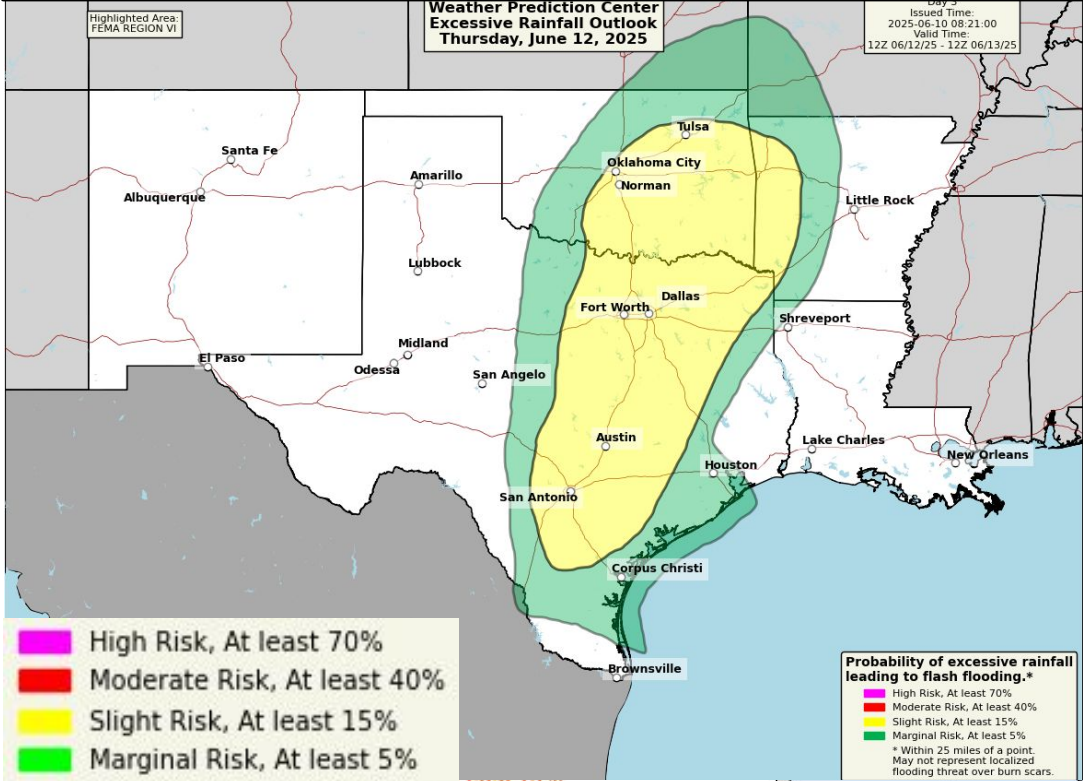 Highlighted Area:
FEMA REGION VI
Weather Prediction Center
Excessive Rainfall Outlook
Thursday, June 12, 2025
Day 3
Issued Time:
2025-06-10 08:21:00
Valid Time:
12Z 06/12/25 - 12Z 06/13/25
Tulsa
Santa Fe
Oklahoma City
Amarillo
Norman
Albuquerque
Little Rock
Lubbock
Dallas
Fort Worth
Shreveport
Midland
El Paso
Odessa
San Angelo
Austin
Lake Charles
New Orleans
Houston
San Antonio
Corpus Christi
Brownsville
High Risk, At least 70%
Moderate Risk, At least 40%
Slight Risk, At least 15%
Marginal Risk, At least 5%
Probability of excessive rainfall
leading to flash flooding.*
High Risk, At least 70%
Moderate Risk, At least 40%
Slight Risk, At least 15%
Marginal Risk, At least 5%
* Within 25 miles of a point.
May not represent localized
flooding threat over burn scars.